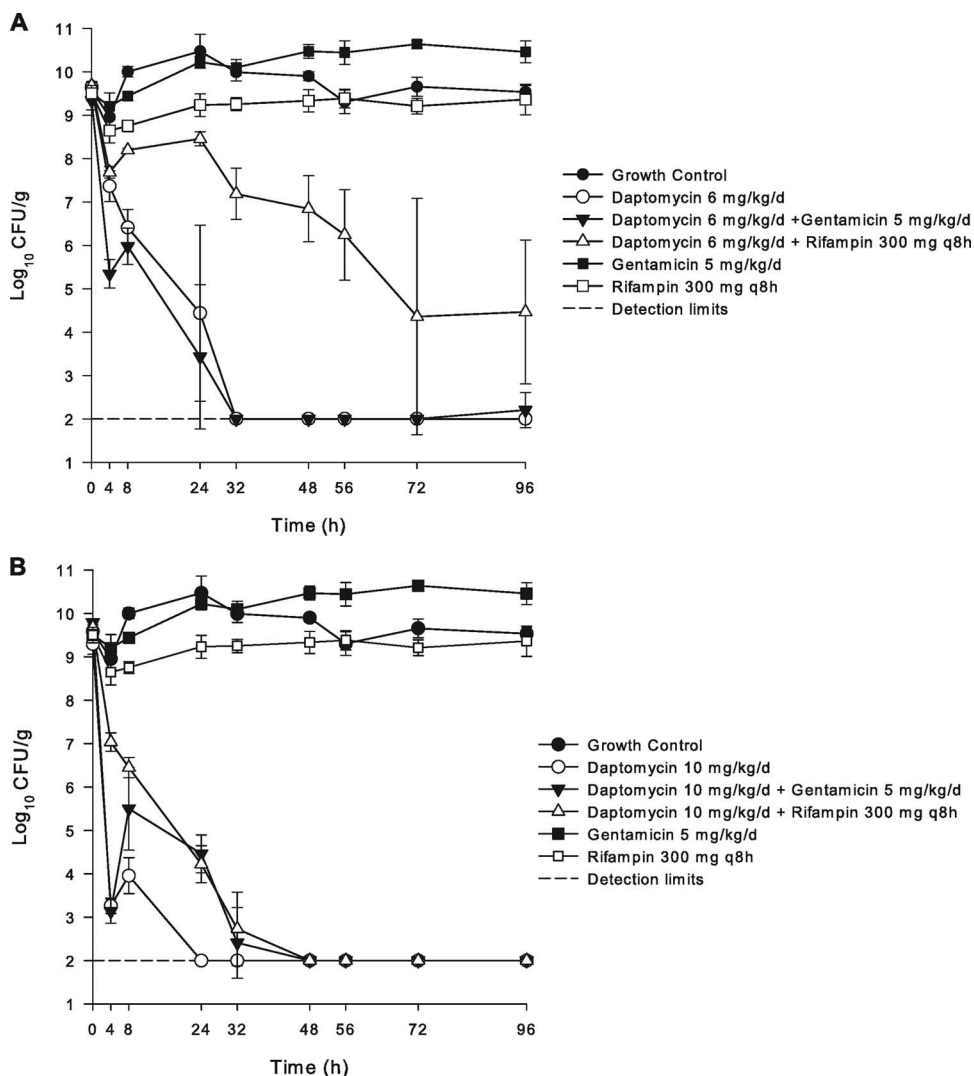 A
Log10 CFU/g
11
10
9
8
7
6
5
4
3
2
1
0 4 8 24 32 48 56 72 96
Time (h)
Growth Control
Daptomycin 6 mg/kg/d
Daptomycin 6 mg/kg/d +Gentamicin 5 mg/kg/d
Daptomycin 6 mg/kg/d + Rifampin 300 mg q8h
Gentamicin 5 mg/kg/d
Rifampin 300 mg q8h
Detection limits
B
Log10 CFU/g
11
10
9
8
7
6
5
4
3
2
1
0 4 8 24 32 48 56 72 96
Time (h)
Growth Control
Daptomycin 10 mg/kg/d
Daptomycin 10 mg/kg/d + Gentamicin 5 mg/kg/d
Daptomycin 10 mg/kg/d + Rifampin 300 mg q8h
Gentamicin 5 mg/kg/d
Rifampin 300 mg q8h
Detection limits